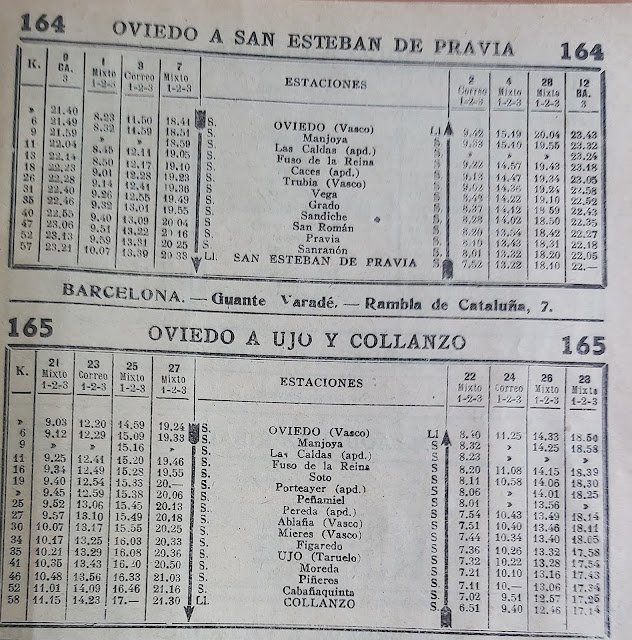 164 OVIEDO A SAN ESTEBAN DE PRAVIA 164
K. CA. 3 1 Mixto 1-2-3 3 Correo 1-2-3 7 Mixto 1-2-3 ESTACIONES 2 Correo 1-2-3 4 Mixto 1-2-3 28 Mixto 1-2-3 12 BA. 3
» 21.40 8.23 11.50 18.41 S. OVIEDO (Vasco) Ll 9.42 15.49 20.04 23.43
6 21.49 8.32 11.59 18.51 S. Manjoya S 9.33 15.40 19.55 23.32
9 22.04 » » 18.59 S. Las Caldas (apd.) S » » » 23.24
11 » 8.45 12.11 19.05 S. Fuso de la Reina S 9.22 14.57 19.43 23.18
13 22.14 8.50 12.17 19.10 S. Caces (apd.) S 9.13 14.47 19.34 23.05
18 22.23 9.01 12.28 19.23 S. Trubia (Vasco) S 9.02 14.36 19.24 22.58
26 22.28 9.14 12.41 19.36 S. Vega S 8.49 14.22 19.10 22.52
31 22.40 9.26 12.55 19.49 S. Grado S 8.37 14.12 18.59 22.43
35 22.46 9.32 13.01 19.55 S. Sandiche S 8.28 14.02 18.50 22.35
40 22.53 9.40 13.09 20.04 S. San Román S 8.20 13.54 18.42 22.27
47 23.06 9.51 13.22 20.16 S. Pravia S 8.10 13.43 18.31 22.18
52 23.13 9.59 13.31 20.25 S. Sanranón S 8.01 13.32 18.20 22.05
57 23.21 10.07 13.39 20.33 Ll. SAN ESTEBAN DE PRAVIA S. 7.52 13.22 18.10 22.—
BARCELONA. — Guante Varadé. — Rambla de Cataluña, 7.
165 OVIEDO A UJO Y COLLANZO 165
K. 21 Mixto 1-2-3 23 Correo 1-2-3 25 Mixto 1-2-3 27 Mixto 1-2-3 ESTACIONES 22 Mixto 1-2-3 24 Correo 1-2-3 26 Mixto 1-2-3 28 Mixto 1-2-3
» 9.03 12.20 14.59 19.24 S. OVIEDO (Vasco) Ll 8.40 11.25 14.33 18.50
6 9.12 12.29 15.09 19.33 S. Manjoya S 8.32 » 14.25 18.58
9 » » 15.16 » S. Las Caldas (apd.) S 8.23 » » »
11 9.25 12.41 15.20 19.46 S. Fuso de la Reina S 8.20 11.08 14.15 18.39
16 9.34 12.49 15.28 19.55 S. Soto S 8.11 10.58 14.06 18.30
19 9.40 12.54 15.33 20.— S. Porteayer (apd.) S 8.06 » 14.01 18.25
» 9.45 12.59 15.38 20.06 S. Peñamiel S 8.01 » 13.56 »
25 9.52 13.06 15.45 20.13 S. Pereda (apd.) S 7.54 10.43 13.49 18.14
27 9.57 13.10 15.49 20.18 S. Ablaña (Vasco) S 7.51 10.40 13.46 18.11
30 10.07 13.17 15.55 20.25 S. Mieres (Vasco) S 7.44 10.34 13.40 18.05
34 10.17 13.25 16.03 20.33 S. Figaredo S 7.36 10.26 13.32 17.58
35 10.21 13.29 16.08 20.36 S. UJO (Taruelo) S 7.32 10.22 13.28 17.54
41 10.35 13.43 16.20 20.50 S. Moreda S 7.21 10.10 13.16 17.43
46 10.48 13.56 16.33 21.03 S. Piñeres S 7.11 10.— 13.06 17.34
52 11.01 14.09 16.46 21.16 S. Cabañaquinta S 7.02 9.51 12.57 17.25
58 11.15 14.23 17.— 21.30 Ll. COLLANZO S 6.51 9.40 12.46 17.14